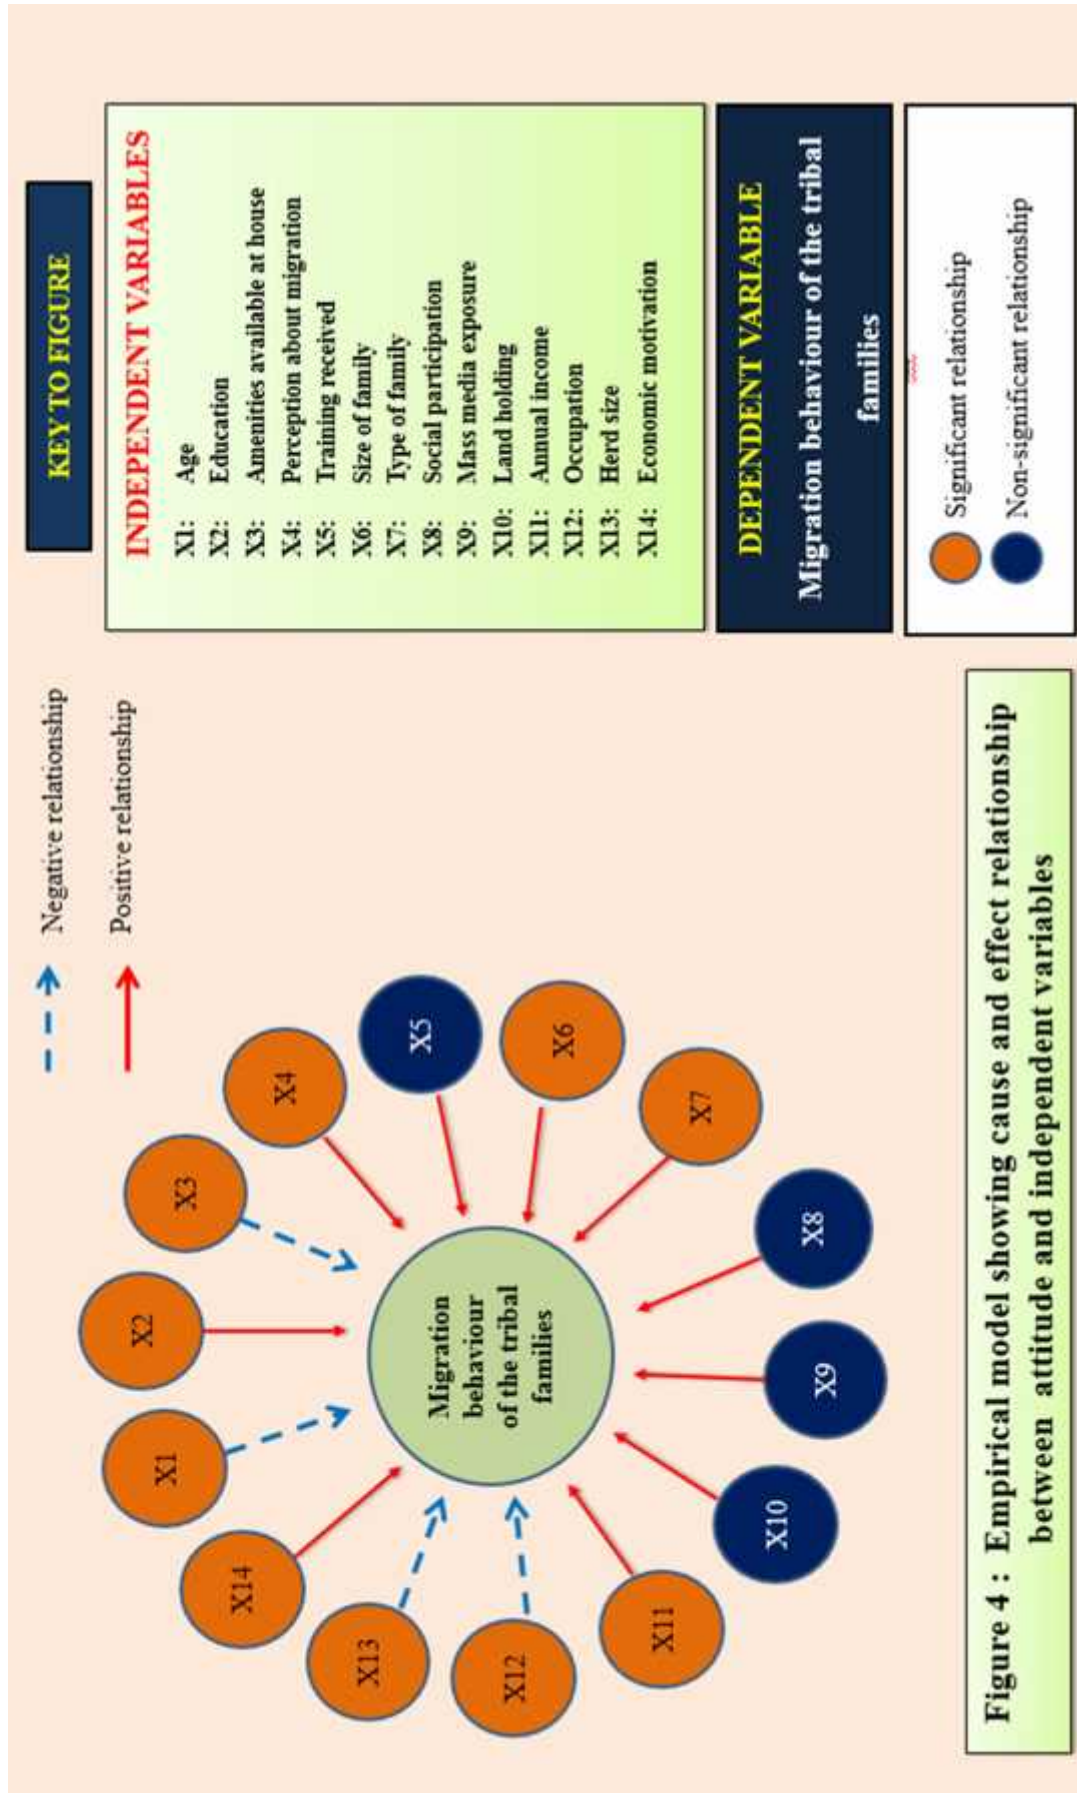 Negative relationship
Positive relationship
X1
X2
X3
X4
X5
X6
X7
X8
X9
X10
X11
X12
X13
X14
Migration
behaviour
of the tribal
families
KEY TO FIGURE
INDEPENDENT VARIABLES
X1: Age
X2: Education
X3: Amenities available at house
X4: Perception about migration
X5: Training received
X6: Size of family
X7: Type of family
X8: Social participation
X9: Mass media exposure
X10: Land holding
X11: Annual income
X12: Occupation
X13: Herd size
X14: Economic motivation
DEPENDENT VARIABLE
Migration behaviour of the tribal
families
Significant relationship
Non-significant relationship
Figure 4 : Empirical model showing cause and effect relationship
between attitude and independent variables